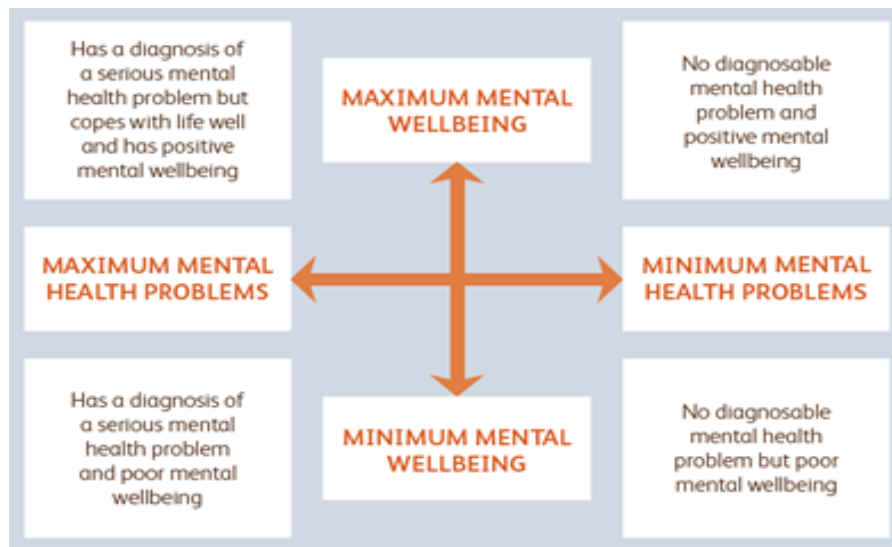 Has a diagnosis of
a serious mental
health problem but
copes with life well
and has positive
mental wellbeing
MAXIMUM MENTAL
WELLBEING
No diagnosable
mental health
problem and
positive mental
wellbeing
MAXIMUM MENTAL
HEALTH PROBLEMS
MINIMUM MENTAL
HEALTH PROBLEMS
Has a diagnosis of
a serious mental
health problem
and poor mental
wellbeing
MINIMUM MENTAL
WELLBEING
No diagnosable
mental health
problem but poor
mental wellbeing